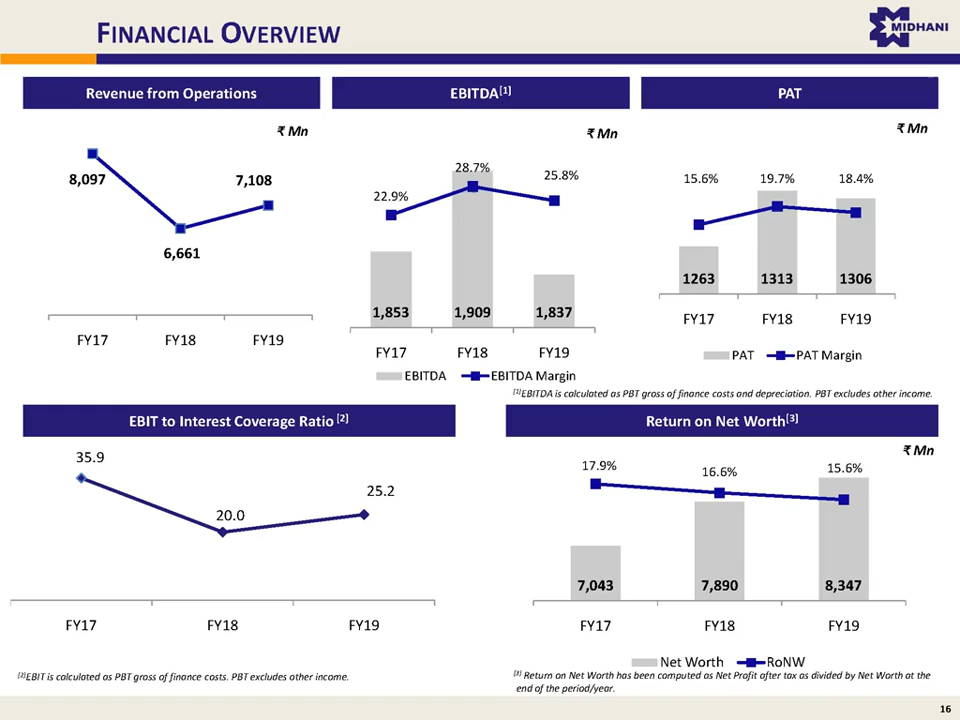 FINANCIAL OVERVIEW
MIDHANI
Revenue from Operations
₹ Mn
8,097
7,108
6,661
FY17 FY18 FY19
EBITDA[1]
₹ Mn
22.9% 28.7% 25.8%
1,853 1,909 1,837
FY17 FY18 FY19
EBITDA EBITDA Margin
PAT
₹ Mn
15.6% 19.7% 18.4%
1263 1313 1306
FY17 FY18 FY19
PAT PAT Margin
[1]EBITDA is calculated as PBT gross of finance costs and depreciation. PBT excludes other income.
EBIT to Interest Coverage Ratio [2]
35.9
20.0
25.2
FY17 FY18 FY19
[2]EBIT is calculated as PBT gross of finance costs. PBT excludes other income.
Return on Net Worth[3]
₹ Mn
17.9% 16.6% 15.6%
7,043 7,890 8,347
FY17 FY18 FY19
Net Worth RoNW
[3] Return on Net Worth has been computed as Net Profit after tax as divided by Net Worth at the
end of the period/year.
16